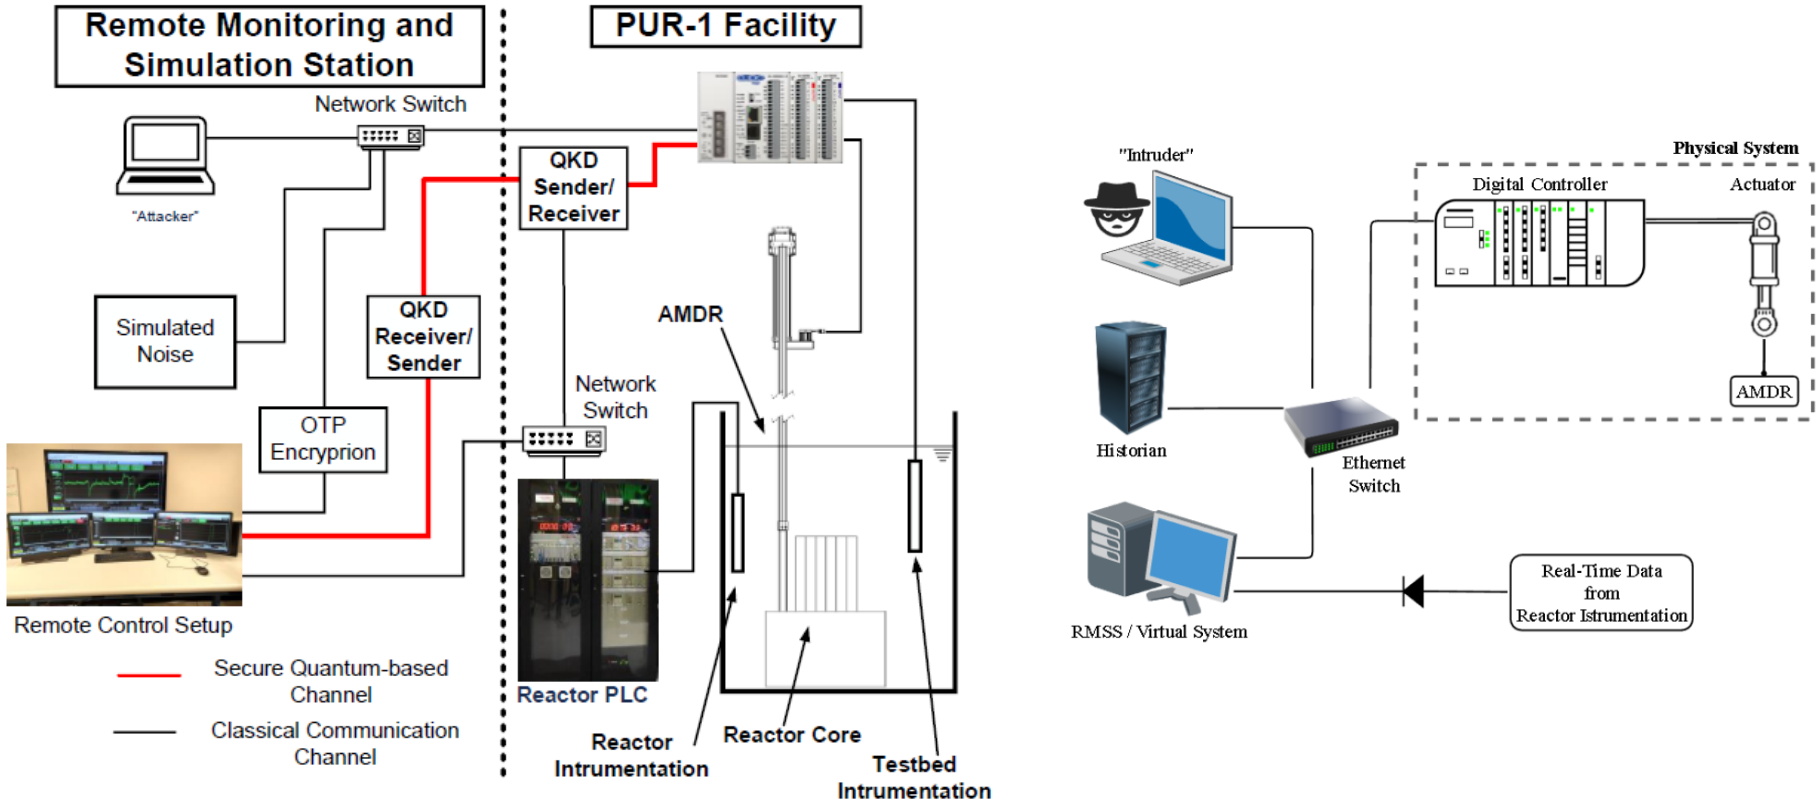 Remote Monitoring and
Simulation Station
PUR-1 Facility
Network Switch
"Attacker"
QKD
Sender/
Receiver
Simulated
Noise
QKD
Receiver/
Sender
AMDR
Network
Switch
OTP
Encryprion
Remote Control Setup
Secure Quantum-based
Channel
Classical Communication
Channel
Reactor PLC
Reactor
Intrumentation
Reactor Core
Testbed
Intrumentation
"Intruder"
Physical System
Digital Controller
Actuator
AMDR
Historian
Ethernet
Switch
RMSS / Virtual System
Real-Time Data
from
Reactor Istrumentation